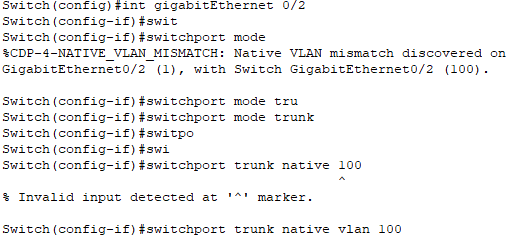 Switch(config)#int gigabitEthernet 0/2
Switch(config-if)#swit
Switch(config-if)#switchport mode
%CDP-4-NATIVE_VLAN_MISMATCH: Native VLAN mismatch discovered on
GigabitEthernet0/2 (1), with Switch GigabitEthernet0/2 (100).
Switch(config-if)#switchport mode tru
Switch(config-if)#switchport mode trunk
Switch(config-if)#switpo
Switch(config-if)#swi
Switch(config-if)#switchport trunk native 100
^
% Invalid input detected at '^' marker.
Switch(config-if)#switchport trunk native vlan 100